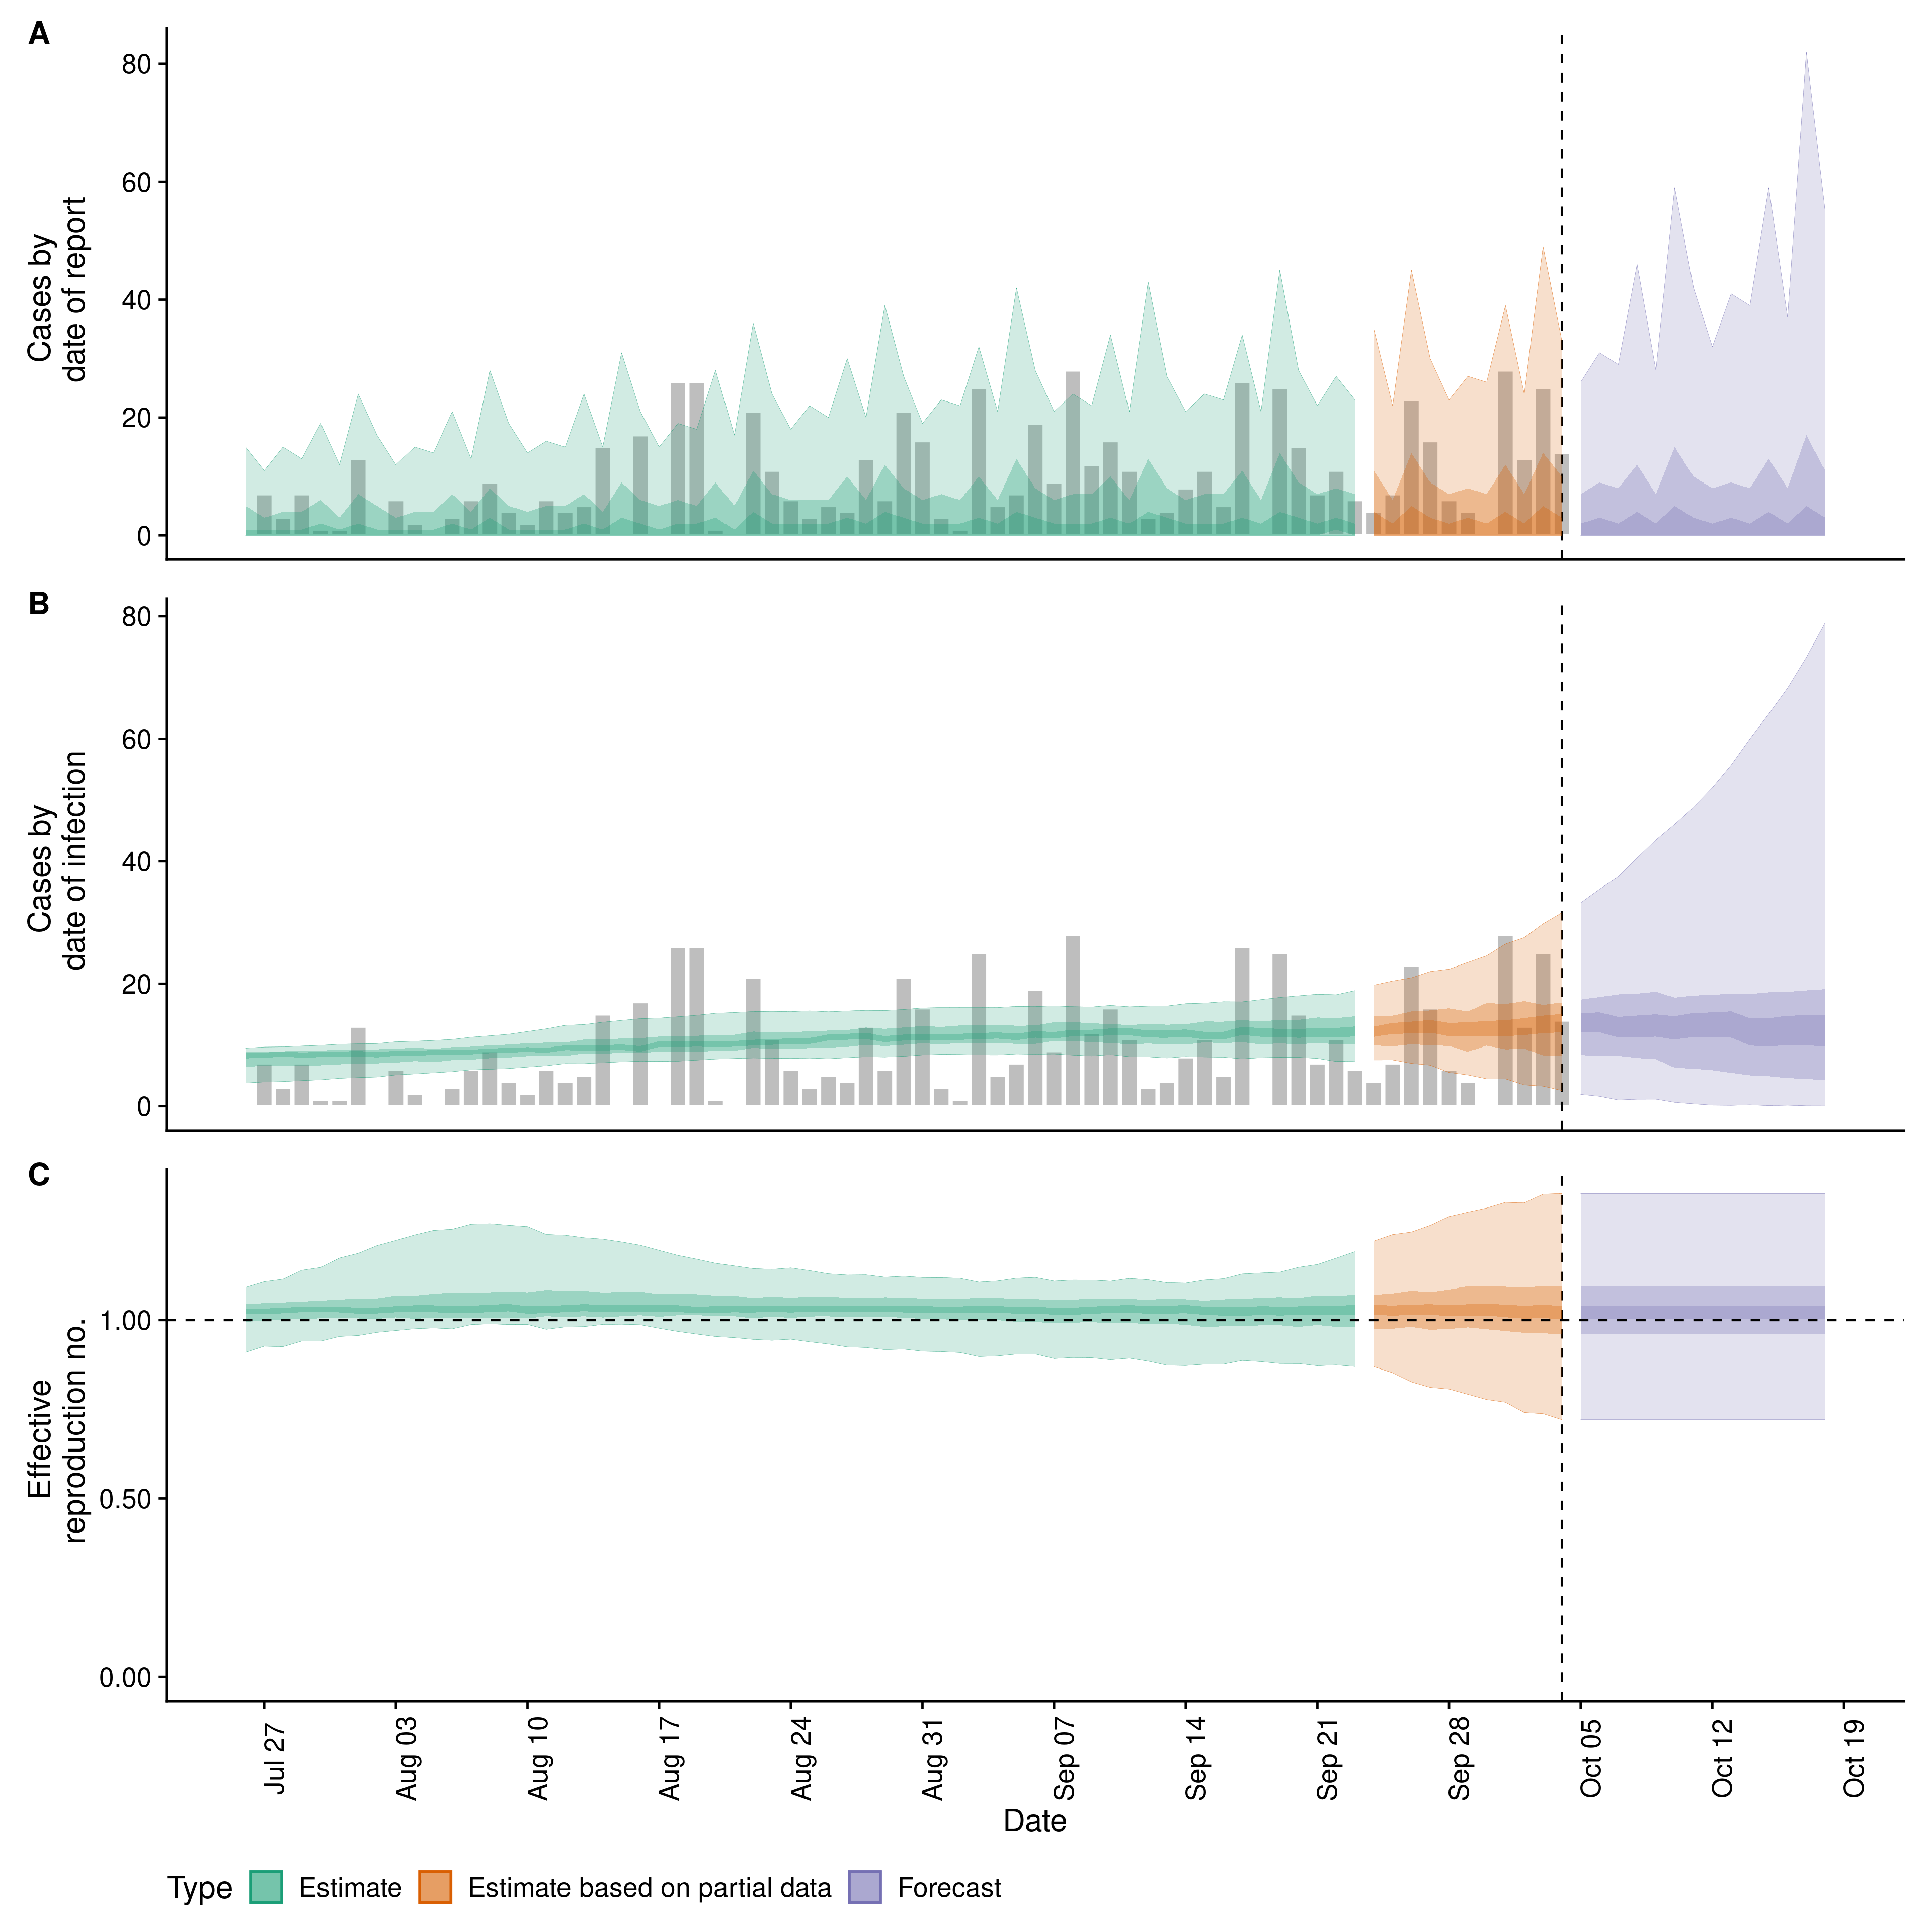 A
80
60
40
20
0
Cases by
date of report
B
80
60
40
20
0
Cases by
date of infection
C
1.00
0.50
0.00
Effective
reproduction no.
Jul 27
Aug 03
Aug 10
Aug 17
Aug 24
Aug 31
Sep 07
Sep 14
Sep 21
Sep 28
Oct 05
Oct 12
Oct 19
Date
Type Estimate Estimate based on partial data Forecast